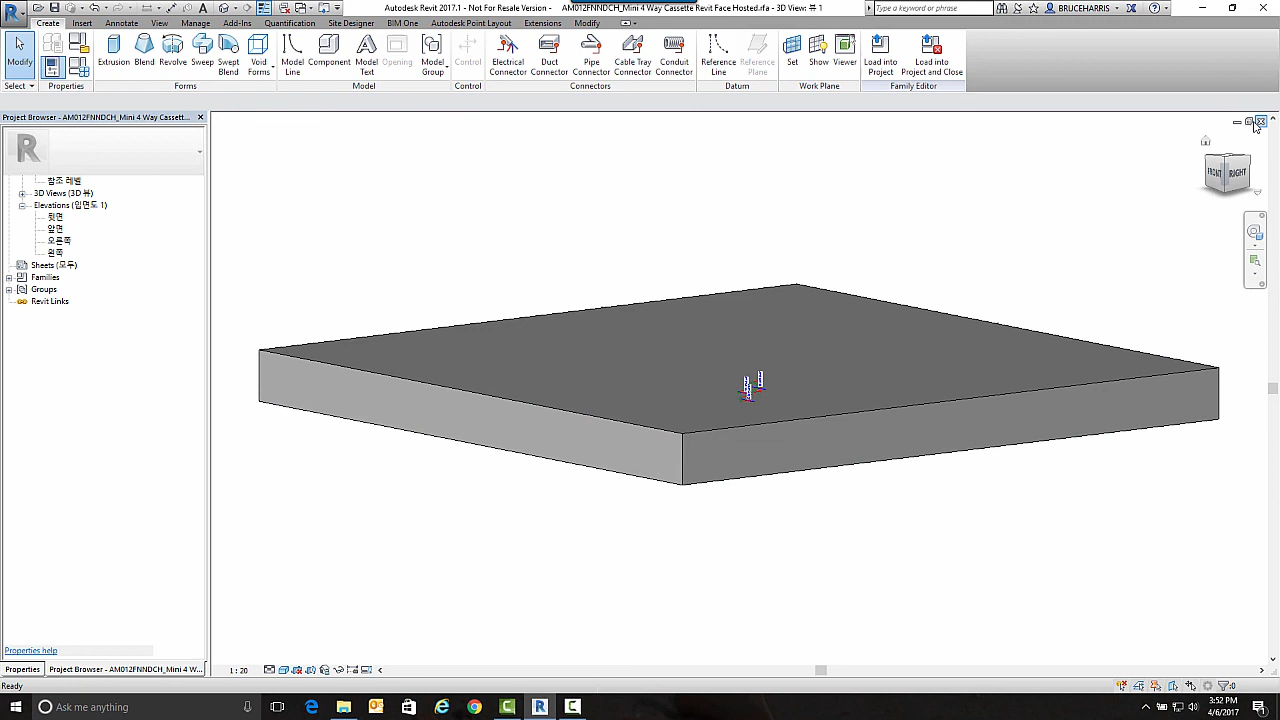 Autodesk Revit 2017.1 - Not For Resale Version - AM012FNNDCH_Mini 4 Way Cassette Revit Face Hosted.rfa - 3D View: 뷰 1
Type a keyword or phrase
BRUCEHARRIS
Create Insert Annotate View Manage Add-Ins Quantification Site Designer BIM One Autodesk Point Layout Extensions Modify
Modify Extrusion Blend Revolve Sweep Swept Blend Void Forms Model Line Component Model Text Opening Model Group Control Electrical Connector Duct Connector Pipe Connector Cable Tray Connector Conduit Connector Reference Line Reference Plane Set Show Viewer Load into Project Load into Project and Close
Select Properties Forms Model Control Connectors Datum Work Plane Family Editor
Project Browser - AM012FNNDCH_Mini 4 Way Cassett...
R
참조 레벨
3D Views (3D 뷰)
Elevations (입면도 1)
뒷면
앞면
오른쪽
왼쪽
Sheets (모두)
Families
Groups
Revit Links
FRONT RIGHT
Properties help
Properties Project Browser - AM012FNNDCH_Mini 4 W...
1 : 20
Ready
:0
Ask me anything
3:52 PM
4/6/2017